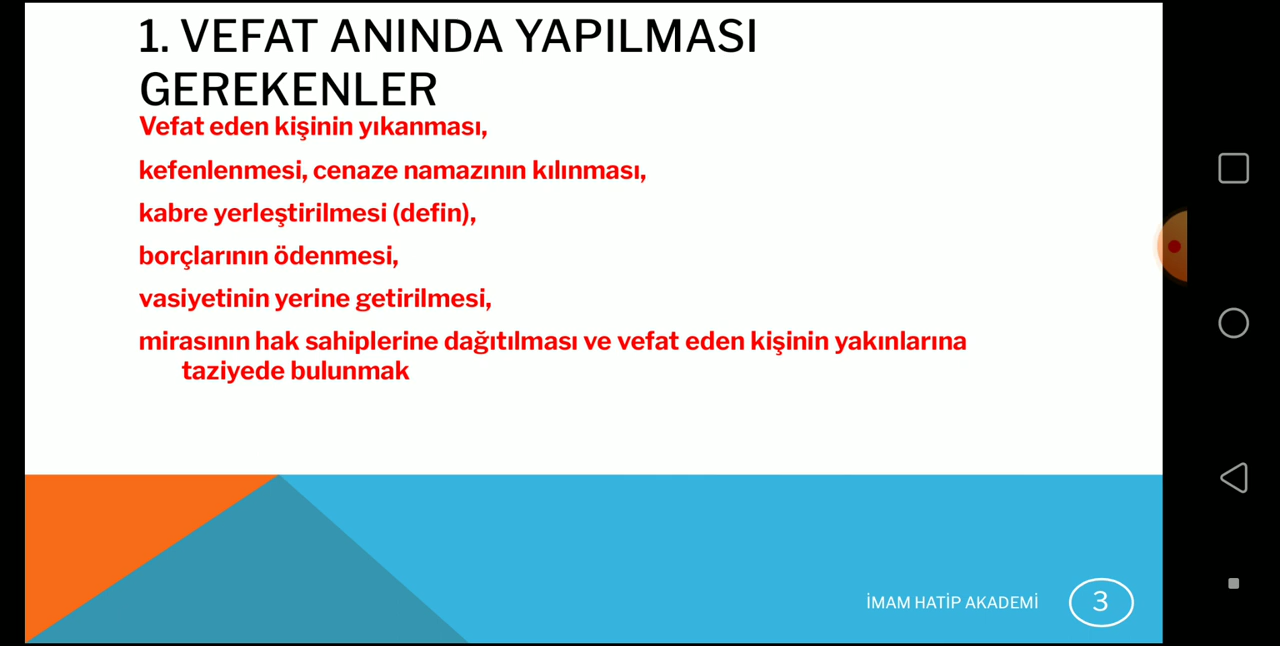 1. VEFAT ANINDA YAPILMASI
GEREKENLER
Vefat eden kişinin yıkanması,
kefenlenmesi, cenaze namazının kılınması,
kabre yerleştirilmesi (defin),
borçlarının ödenmesi,
vasiyetinin yerine getirilmesi,
mirasının hak sahiplerine dağıtılması ve vefat eden kişinin yakınlarına
taziyede bulunmak
İMAM HATİP AKADEMİ
3